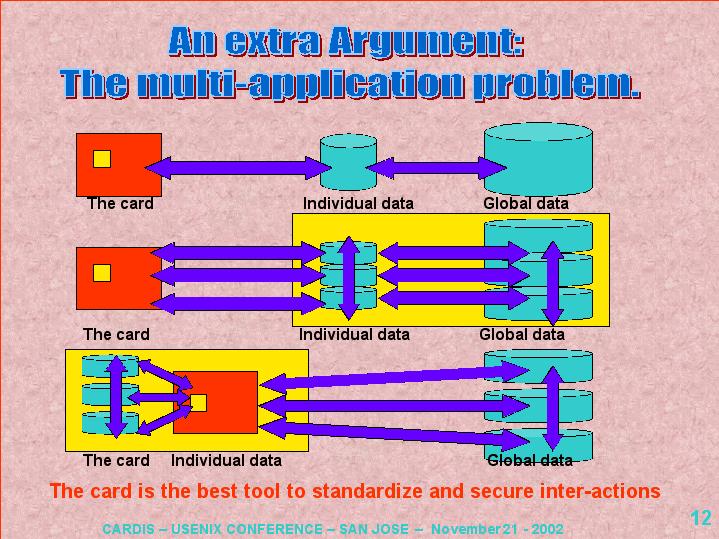 An extra Argument:
The multi-application problem.
The card Individual data Global data
The card Individual data Global data
The card Individual data Global data
The card is the best tool to standardize and secure inter-actions
12
CARDIS – USENIX CONFERENCE – SAN JOSE – November 21 - 2002